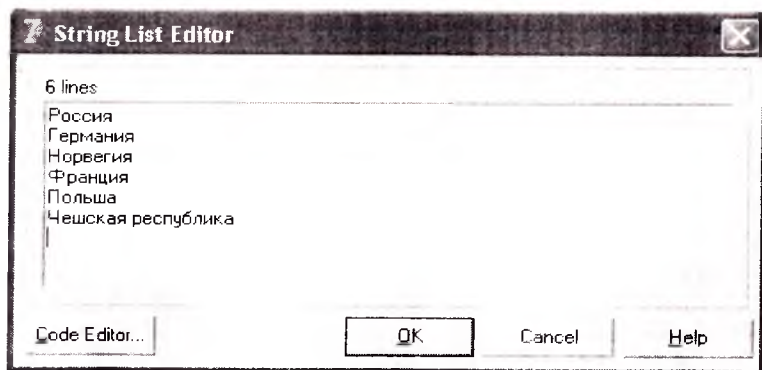 String List Editor
6 lines
Россия
Германия
Норвегия
Франция
Польша
Чешская республика
Code Editor...
OK
Cancel
Help